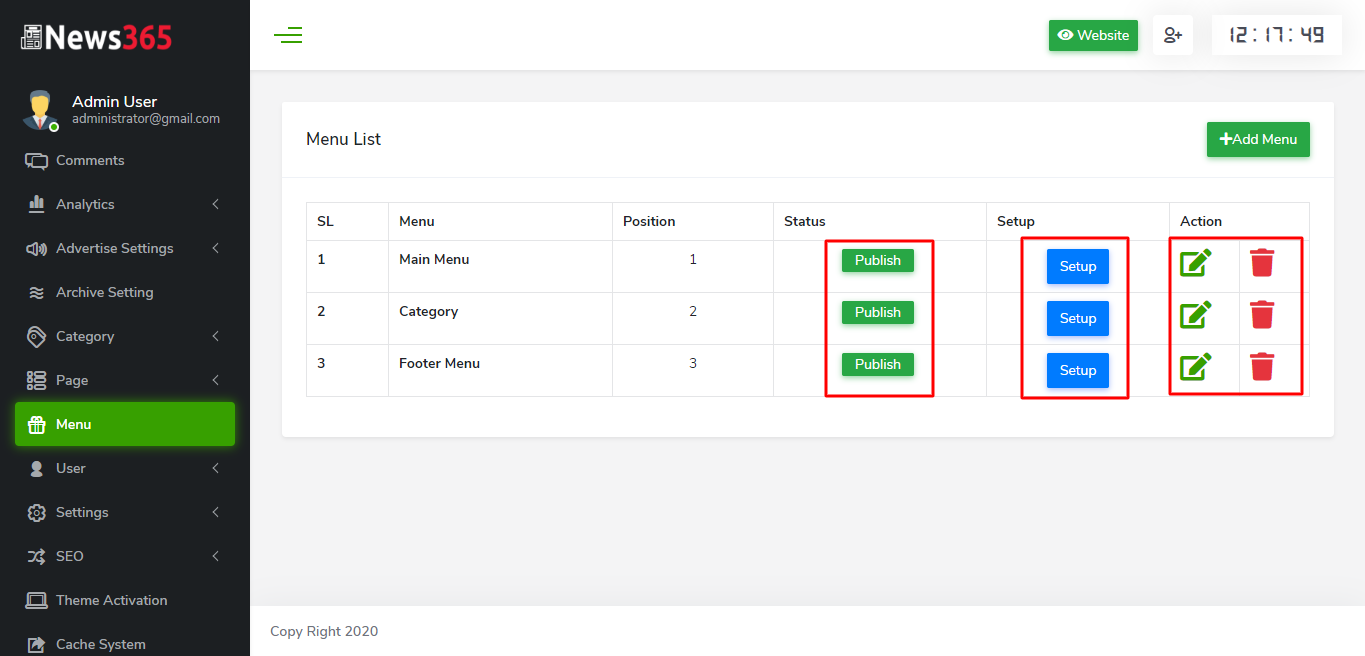 News365
Website
12:17:49
Admin User
administrator@gmail.com
Comments
Analytics
Advertise Settings
Archive Setting
Category
Page
Menu
User
Settings
SEO
Theme Activation
Cache System
Menu List
+Add Menu
SL Menu Position Status Setup Action
1 Main Menu 1 Publish Setup
2 Category 2 Publish Setup
3 Footer Menu 3 Publish Setup
Copy Right 2020